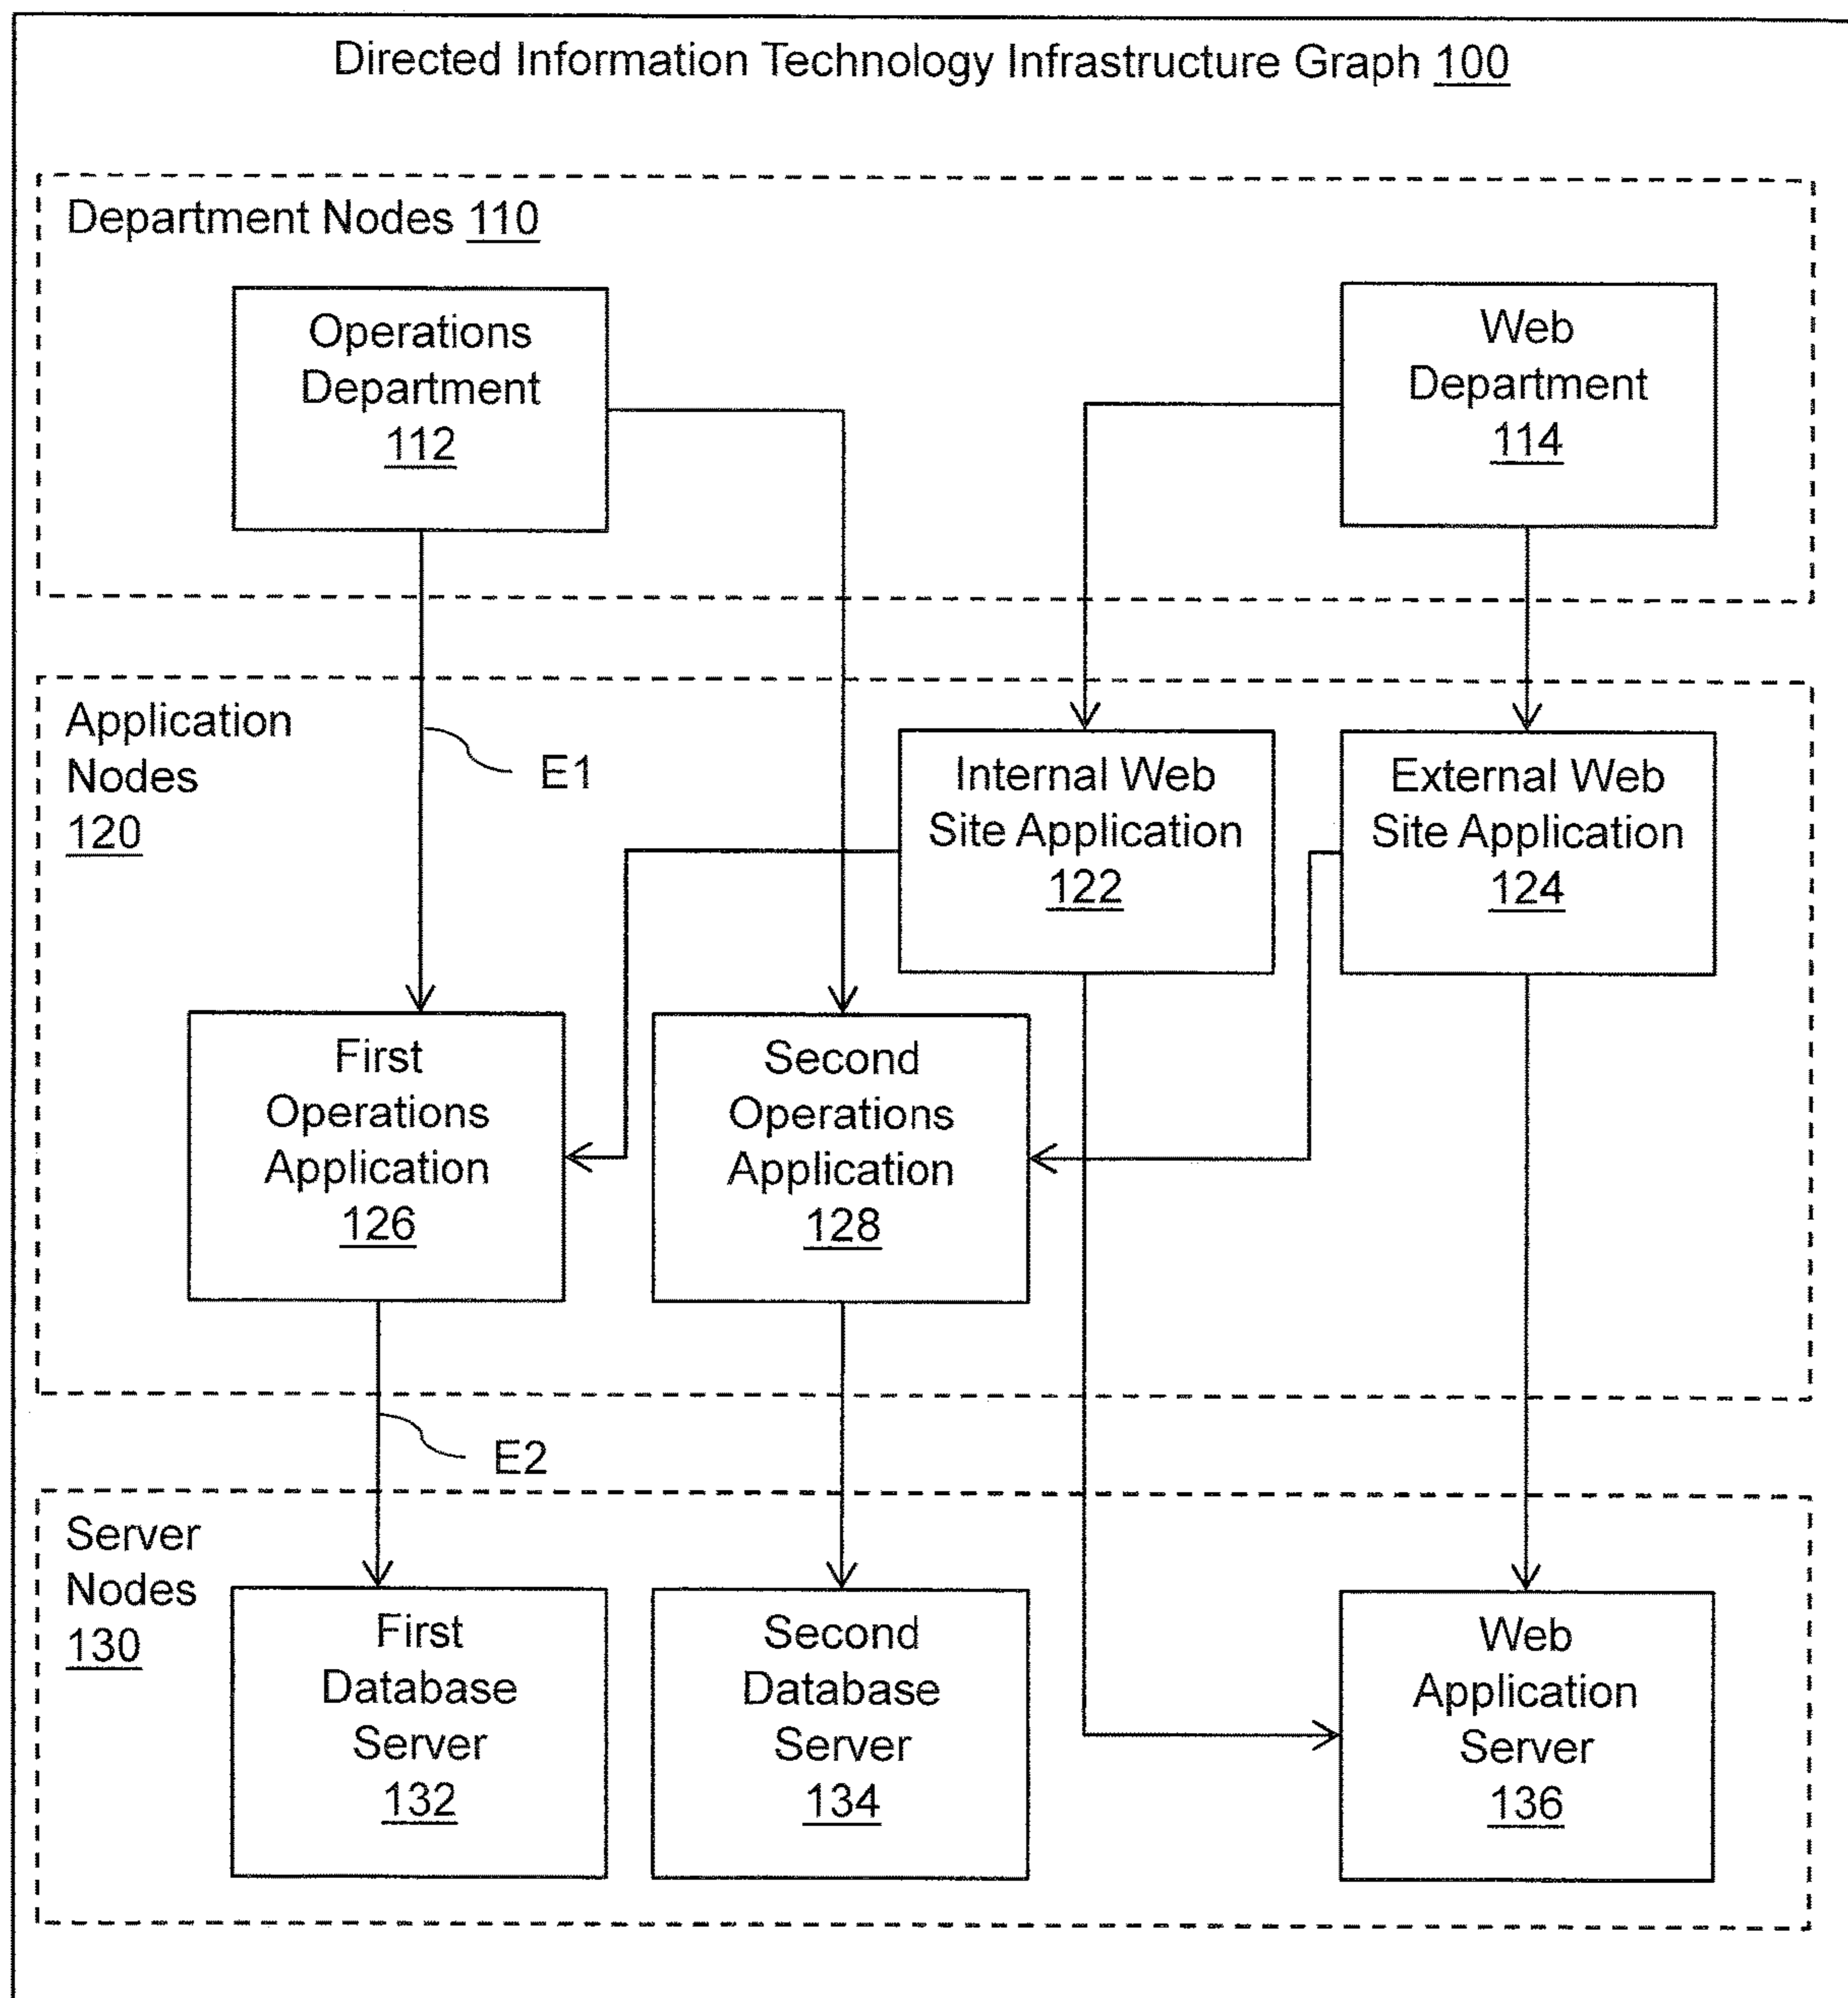 Directed Information Technology Infrastructure Graph 100
Department Nodes 110
Operations
Department
112
Web
Department
114
Application
Nodes
120
E1
Internal Web
Site Application
122
External Web
Site Application
124
First
Operations
Application
126
Second
Operations
Application
128
E2
Server
Nodes
130
First
Database
Server
132
Second
Database
Server
134
Web
Application
Server
136